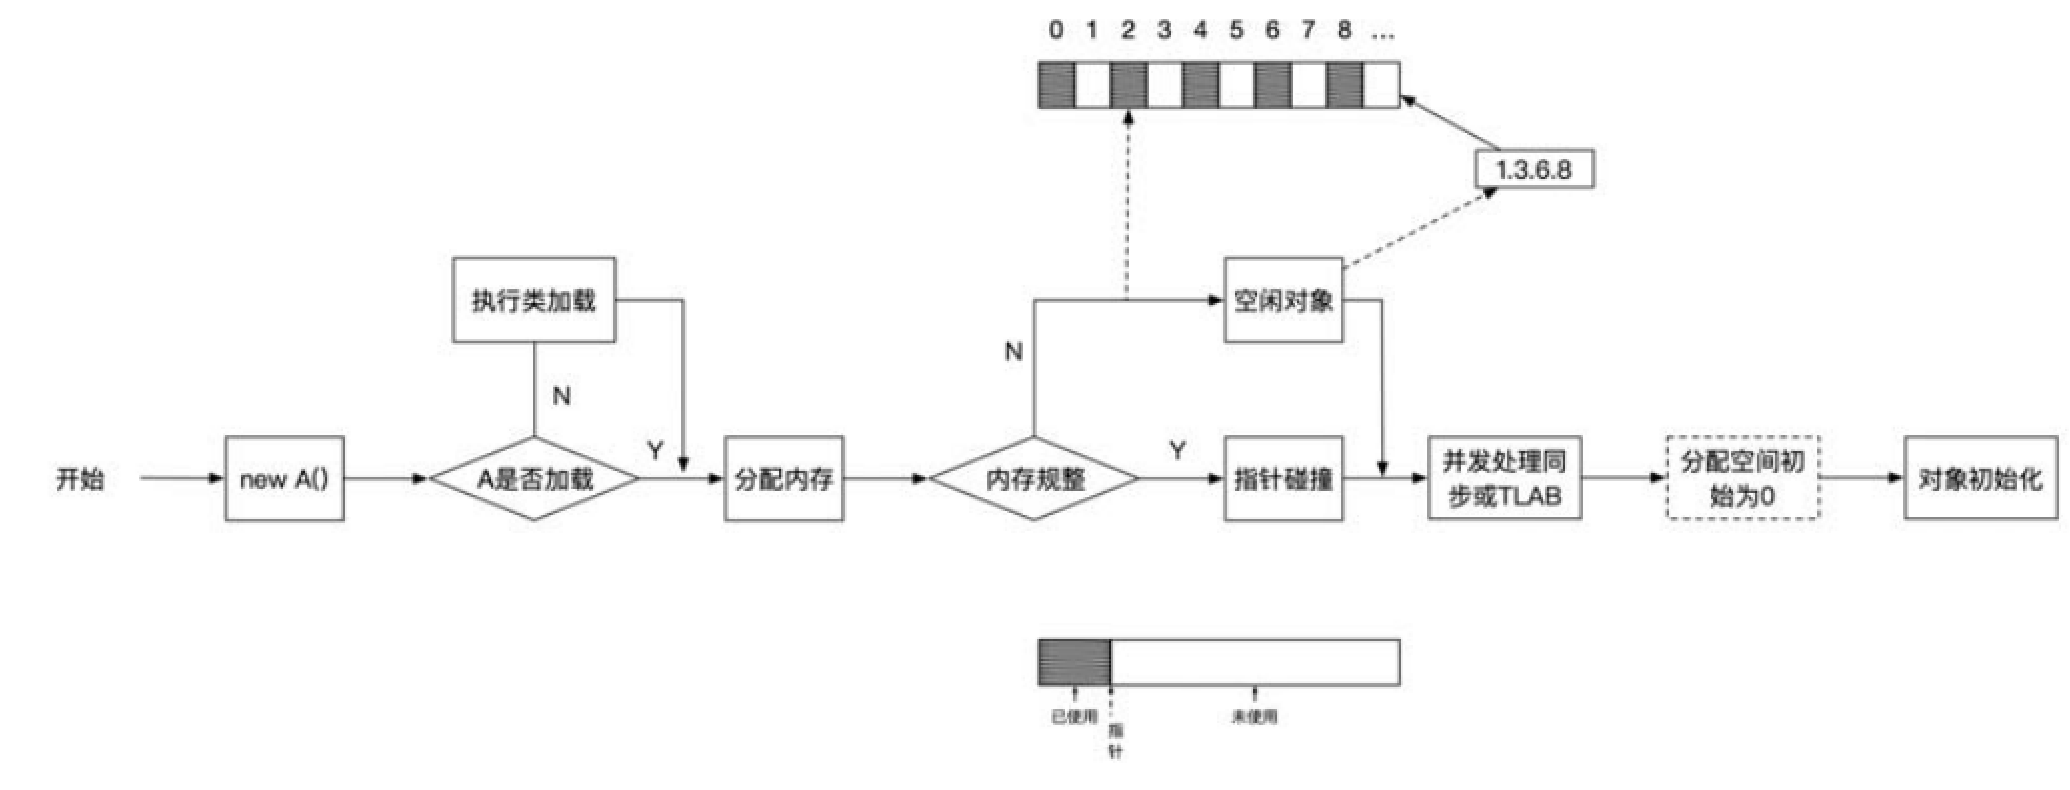 0 1 2 3 4 5 6 7 8 ...
1.3.6.8
执行类加载
空闲对象
N
N
Y
Y
开始
new A()
A是否加载
分配内存
内存规整
指针碰撞
并发处理同
步或TLAB
分配空间初
始为0
对象初始化
已使用
指
针
未使用